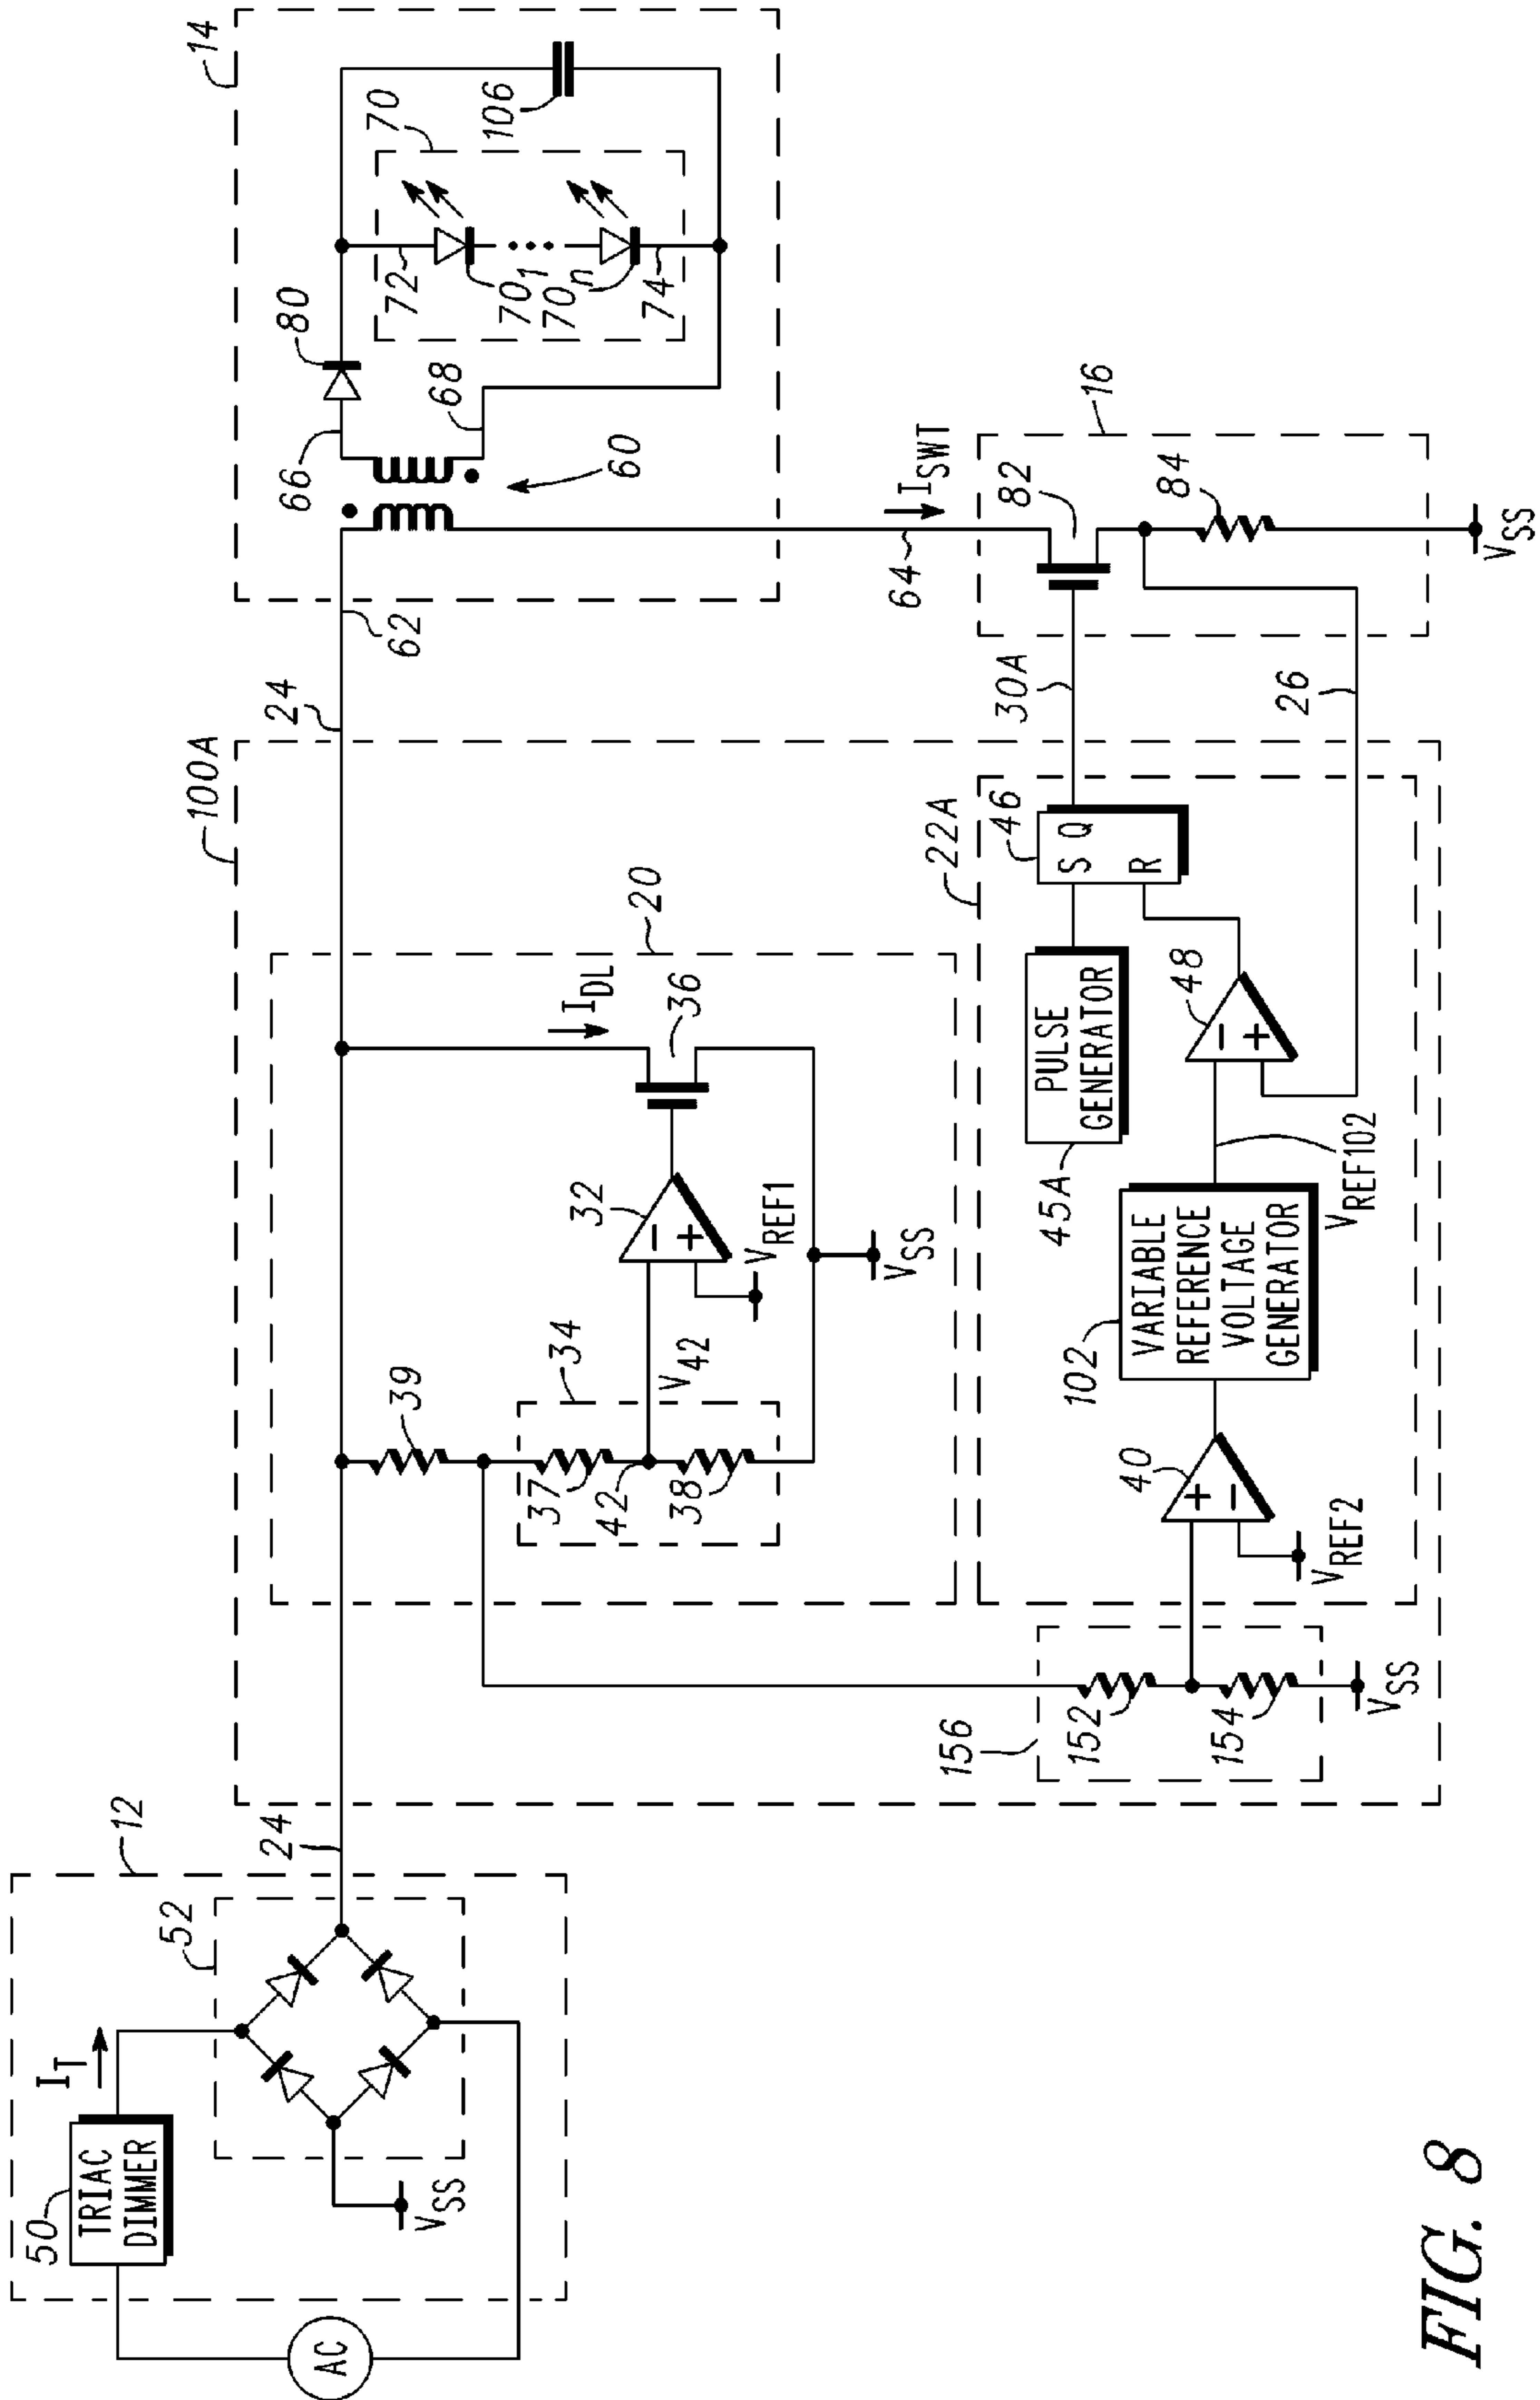 AC
50
TRIAC
DIMMER
I_T
12
52
V_SS
24
100A
24
39
34
37
42
38
V_42
32
−
+
V_REF1
V_SS
20
I_DL
36
156
152
154
V_SS
22A
40
+
−
V_REF2
102
VARIABLE
REFERENCE
VOLTAGE
GENERATOR
V_REF102
45A
PULSE
GENERATOR
48
−
+
46
S Q
R
30A
26
62
14
66
68
60
80
72
70_1
70_n
74
70
106
64
I_SWT
16
82
84
V_SS
FIG. 8